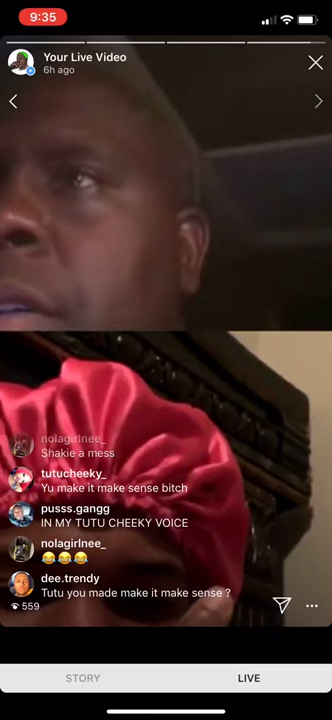 9:35
Your Live Video
6h ago
nolagirlnee_
Shakie a mess
tutucheeky_
Yu make it make sense bitch
pusss.gangg
IN MY TUTU CHEEKY VOICE
nolagirlnee_
😂😂😂
dee.trendy
Tutu you made make it make sense ?
559
STORY LIVE